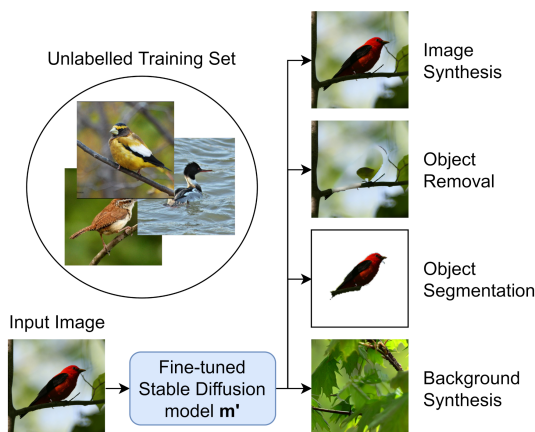 Unlabelled Training Set
Image
Synthesis
Object
Removal
Object
Segmentation
Input Image
Fine-tuned
Stable Diffusion
model m'
Background
Synthesis